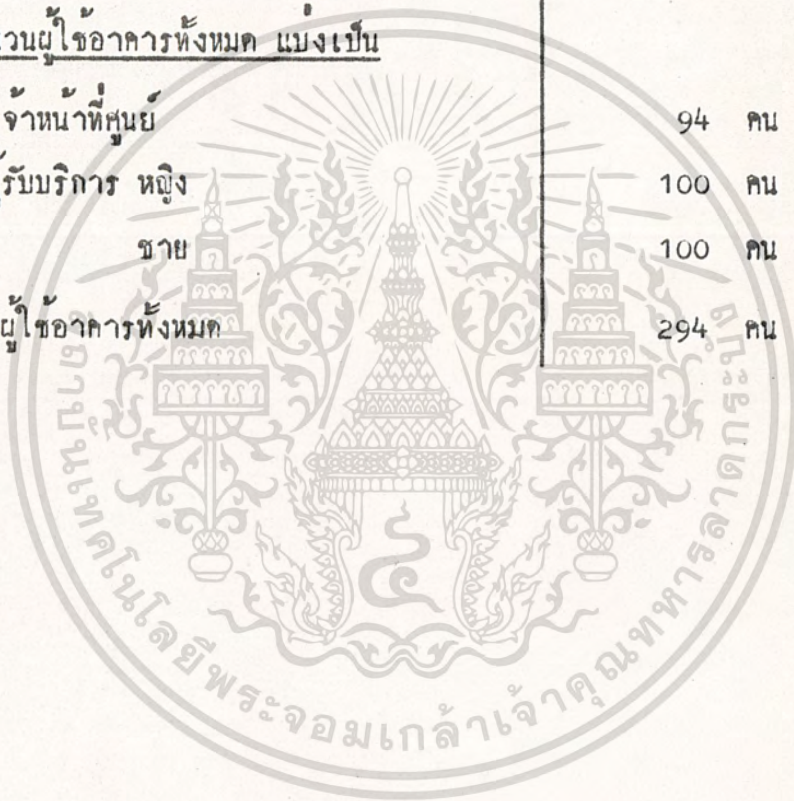 วนผู้ใช้อาคารทั้งหมด แบ่งเป็น
จ้าหน้าที่ศูนย์ 94 คน
รับบริการ หญิง 100 คน
ชาย 100 คน
ผู้ใช้อาคารทั้งหมด 294 คน
สถาบันเทคโนโลยีพระจอมเกล้าเจ้าคุณทหารลาดกระบัง